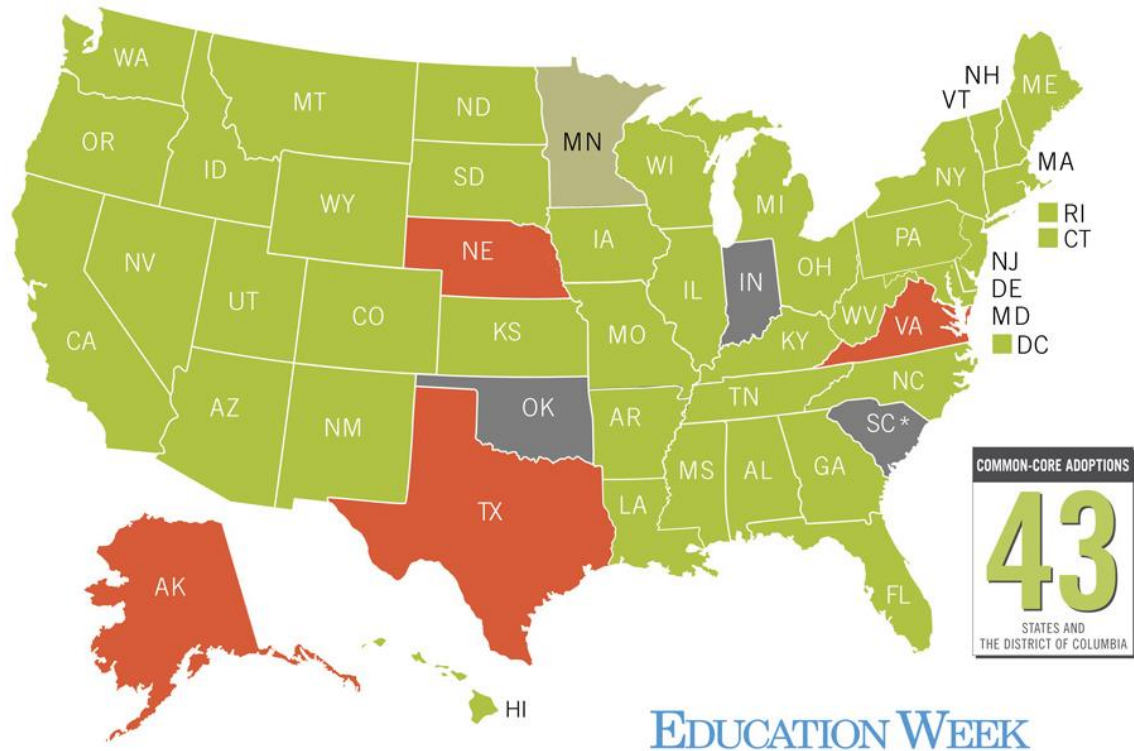 WA
MT
ND
MN
NH
VT
ME
OR
ID
SD
WI
MA
WY
MI
NY
RI
CT
NE
IA
PA
NV
UT
CO
IL
IN
OH
NJ
DE
MD
DC
CA
KS
MO
WV
VA
KY
AZ
NM
OK
AR
TN
NC
SC*
MS
AL
GA
TX
LA
FL
AK
HI
COMMON-CORE ADOPTIONS
43
STATES AND
THE DISTRICT OF COLUMBIA
EDUCATION WEEK